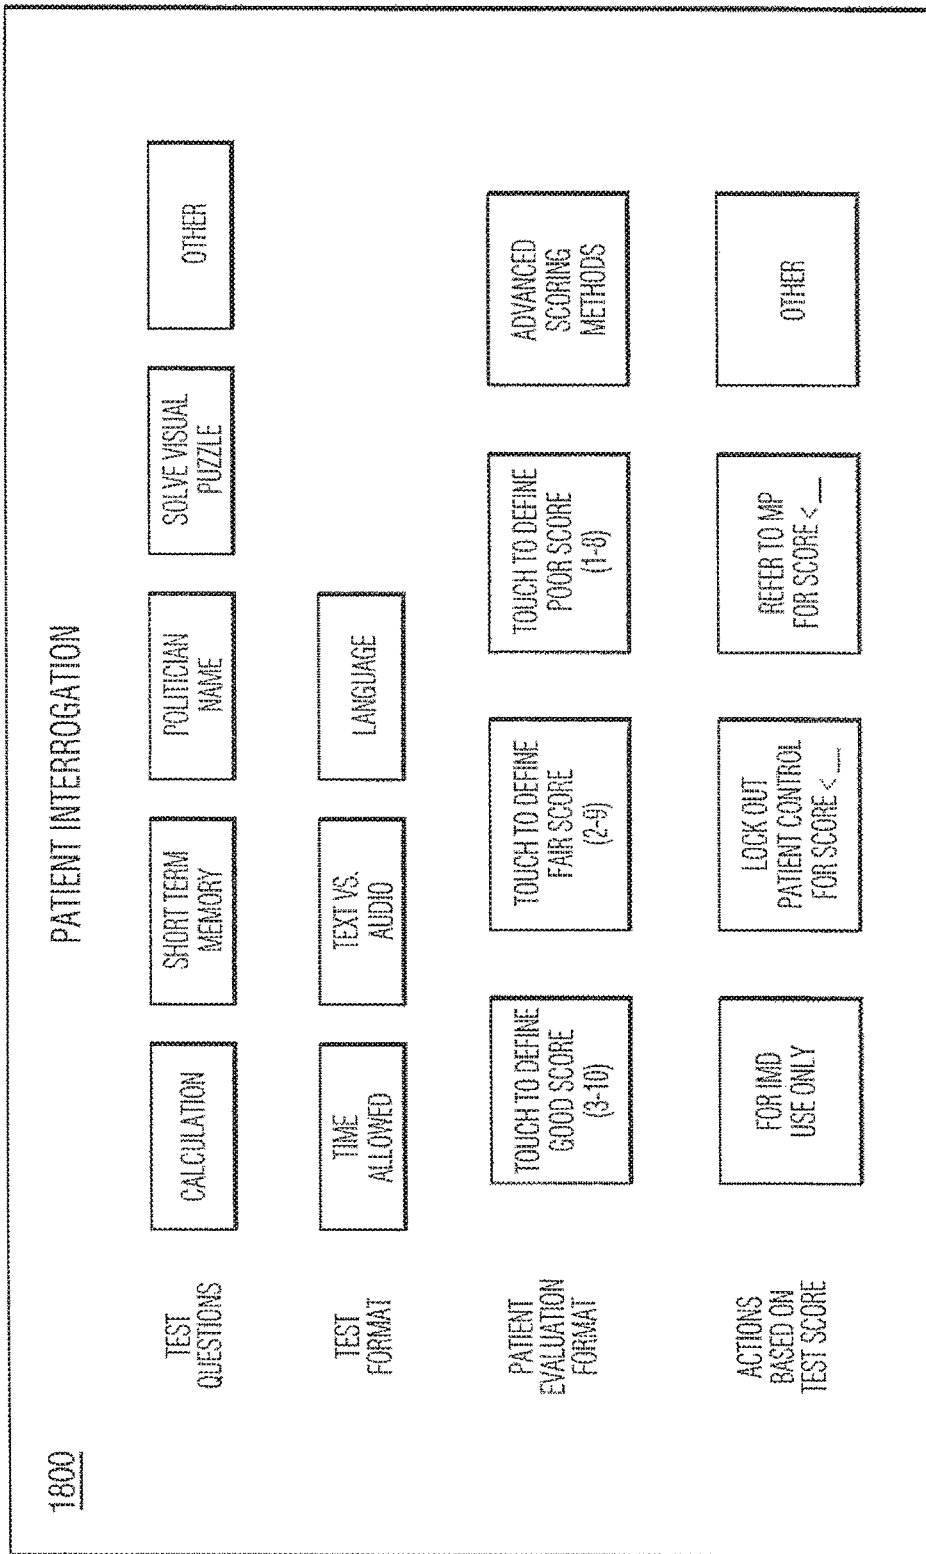 1800
PATIENT INTERROGATION
TEST
QUESTIONS
CALCULATION
SHORT TERM
MEMORY
POLITICIAN
NAME
SOLVE VISUAL
PUZZLE
OTHER
TEST
FORMAT
TIME
ALLOWED
TEXT VS.
AUDIO
LANGUAGE
PATIENT
EVALUATION
FORMAT
TOUCH TO DEFINE
GOOD SCORE
(3-10)
TOUCH TO DEFINE
FAIR SCORE
(2-9)
TOUCH TO DEFINE
POOR SCORE
(1-8)
ADVANCED
SCORING
METHODS
ACTIONS
BASED ON
TEST SCORE
FOR IMD
USE ONLY
LOCK OUT
PATIENT CONTROL
FOR SCORE <__
REFER TO MP
FOR SCORE <__
OTHER